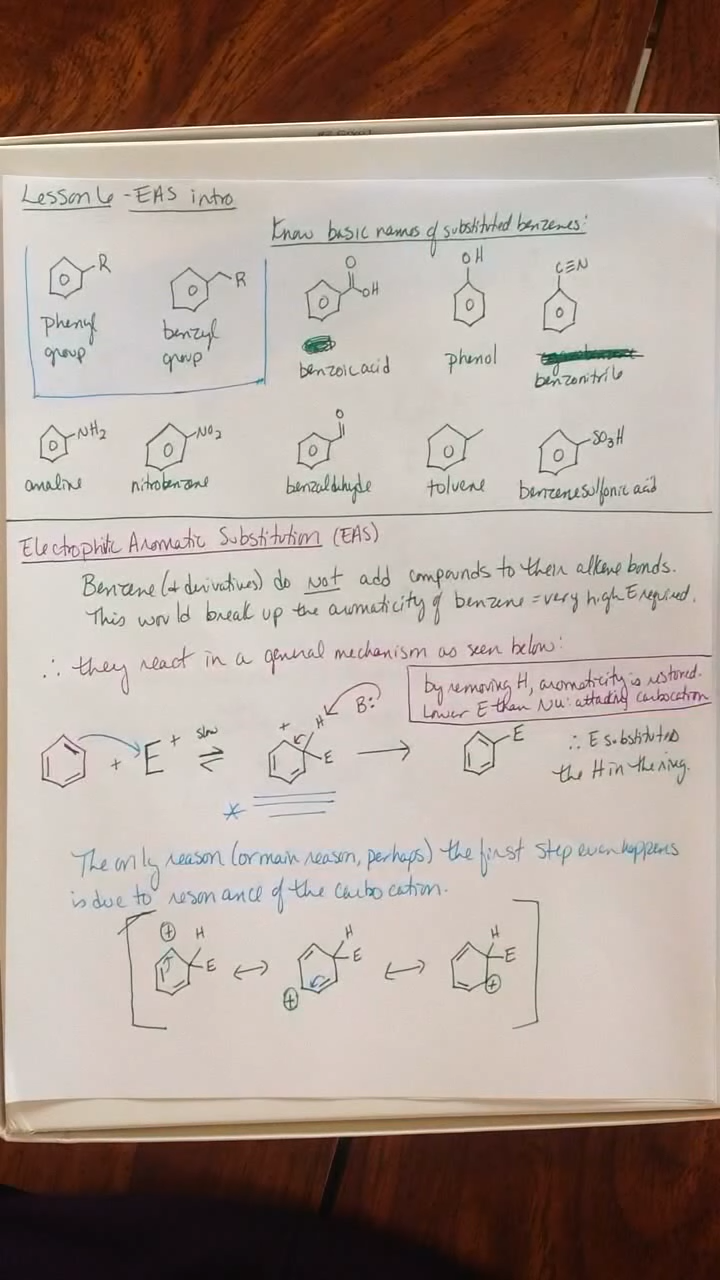 Lesson 6 - EAS intro
Know basic names of substituted benzenes:
R
phenyl
group
R
benzyl
group
O
OH
benzoic acid
OH
phenol
C≡N
benzonitrile
NH2
analine
NO2
nitrobenzene
O
benzaldehyde
toluene
SO3H
benzenesulfonic acid
Electrophilic Aromatic Substitution (EAS)
Benzene (& derivatives) do NOT add compounds to their alkene bonds.
This would break up the aromaticity of benzene = very high E required.
∴ they react in a general mechanism as seen below:
by removing H, aromaticity is restored.
Lower E than Nu: attacking carbocation
+ E+ slow ⇌ + H E B: → E
∴ E substituted
the H in the ring.
*
The only reason (or main reason, perhaps) the first step even happens
is due to resonance of the carbocation.
[ ⊕ H E ↔ ⊕ H E ↔ H E ⊕ ]